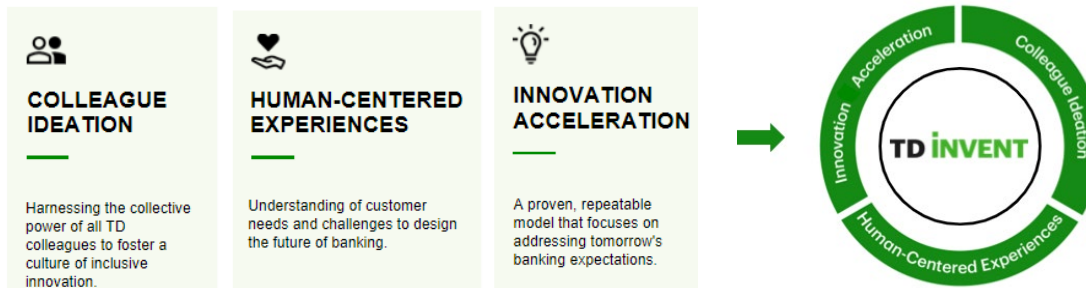 COLLEAGUE
IDEATION
Harnessing the collective
power of all TD
colleagues to foster a
culture of inclusive
innovation.
HUMAN-CENTERED
EXPERIENCES
Understanding of customer
needs and challenges to design
the future of banking.
INNOVATION
ACCELERATION
A proven, repeatable
model that focuses on
addressing tomorrow's
banking expectations.
Innovation Acceleration
Colleague Ideation
Human-Centered Experiences
TD INVENT